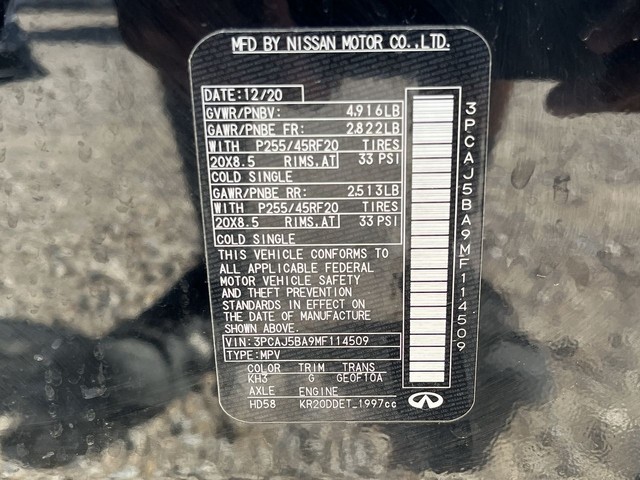 MFD BY NISSAN MOTOR CO.,LTD.
DATE:12/20
GVWR/PNBV: 4.916LB
GAWR/PNBE FR: 2.822LB
WITH P255/45RF20 TIRES
20X8.5 RIMS.AT 33 PSI
COLD SINGLE
GAWR/PNBE RR: 2.513LB
WITH P255/45RF20 TIRES
20X8.5 RIMS.AT 33 PSI
COLD SINGLE
THIS VEHICLE CONFORMS TO
ALL APPLICABLE FEDERAL
MOTOR VEHICLE SAFETY
AND THEFT PREVENTION
STANDARDS IN EFFECT ON
THE DATE OF MANUFACTURE
SHOWN ABOVE.
VIN: 3PCAJ5BA9MF114509
TYPE: MPV
COLOR TRIM TRANS
KH3 G GE0F10A
AXLE ENGINE
HD58 KR20DDET_1997cc
3PCAJ5BA9MF114509